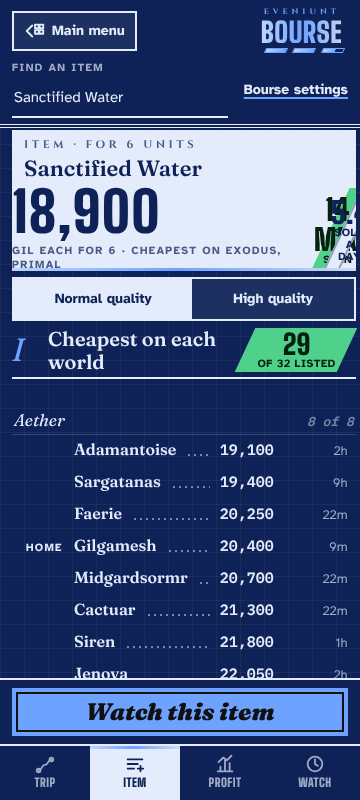 Main menu
EVENIUNT
BOURSE
FIND AN ITEM
Sanctified Water
Bourse settings
ITEM · FOR 6 UNITS
Sanctified Water
18,900
GIL EACH FOR 6 · CHEAPEST ON EXODUS,
PRIMAL
Normal quality
High quality
I
Cheapest on each
world
29
OF 32 LISTED
Aether
8 of 8
Adamantoise .... 19,100 2h
Sargatanas ....... 19,400 9h
Faerie ............. 20,250 22m
HOME Gilgamesh ....... 20,400 9m
Midgardsormr .. 20,700 22m
Cactuar ........... 21,300 22m
Siren ............... 21,800 1h
Jenova 22,050 2h
Watch this item
TRIP
ITEM
PROFIT
WATCH